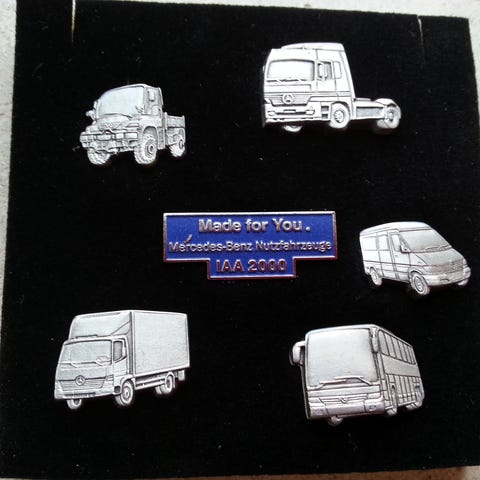 Made for You.
Mercedes-Benz Nutzfahrzeuge
IAA 2000